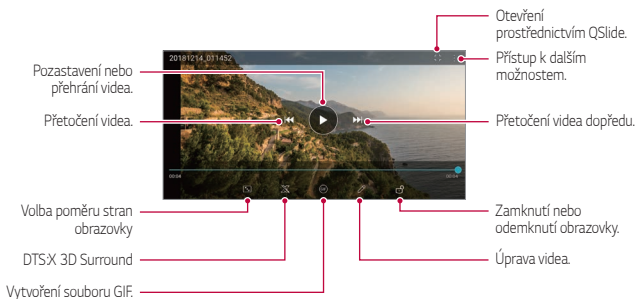 Otevření
prostřednictvím QSlide.
Přístup k dalším
možnostem.
20181214_011452
Pozastavení nebo
přehrání videa.
Přetočení videa.
Přetočení videa dopředu.
00:04
00:04
Volba poměru stran
obrazovky
Zamknutí nebo
odemknutí obrazovky.
DTS:X 3D Surround
Úprava videa.
Vytvoření souboru GIF.